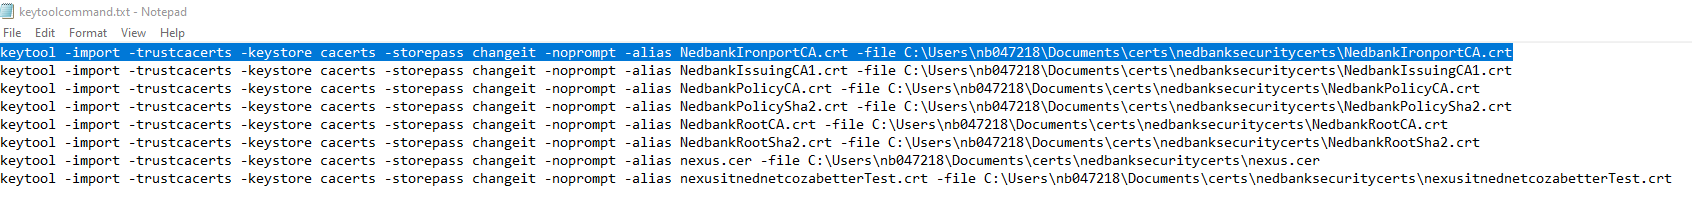 keytoolcommand.txt - Notepad
File Edit Format View Help
keytool -import -trustcacerts -keystore cacerts -storepass changeit -noprompt -alias NedbankIronportCA.crt -file C:\Users\nb047218\Documents\certs\nedbanksecuritycerts\NedbankIronportCA.crt
keytool -import -trustcacerts -keystore cacerts -storepass changeit -noprompt -alias NedbankIssuingCA1.crt -file C:\Users\nb047218\Documents\certs\nedbanksecuritycerts\NedbankIssuingCA1.crt
keytool -import -trustcacerts -keystore cacerts -storepass changeit -noprompt -alias NedbankPolicyCA.crt -file C:\Users\nb047218\Documents\certs\nedbanksecuritycerts\NedbankPolicyCA.crt
keytool -import -trustcacerts -keystore cacerts -storepass changeit -noprompt -alias NedbankPolicySha2.crt -file C:\Users\nb047218\Documents\certs\nedbanksecuritycerts\NedbankPolicySha2.crt
keytool -import -trustcacerts -keystore cacerts -storepass changeit -noprompt -alias NedbankRootCA.crt -file C:\Users\nb047218\Documents\certs\nedbanksecuritycerts\NedbankRootCA.crt
keytool -import -trustcacerts -keystore cacerts -storepass changeit -noprompt -alias NedbankRootSha2.crt -file C:\Users\nb047218\Documents\certs\nedbanksecuritycerts\NedbankRootSha2.crt
keytool -import -trustcacerts -keystore cacerts -storepass changeit -noprompt -alias nexus.cer -file C:\Users\nb047218\Documents\certs\nedbanksecuritycerts\nexus.cer
keytool -import -trustcacerts -keystore cacerts -storepass changeit -noprompt -alias nexusitnednetcozabetterTest.crt -file C:\Users\nb047218\Documents\certs\nedbanksecuritycerts\nexusitnednetcozabetterTest.crt